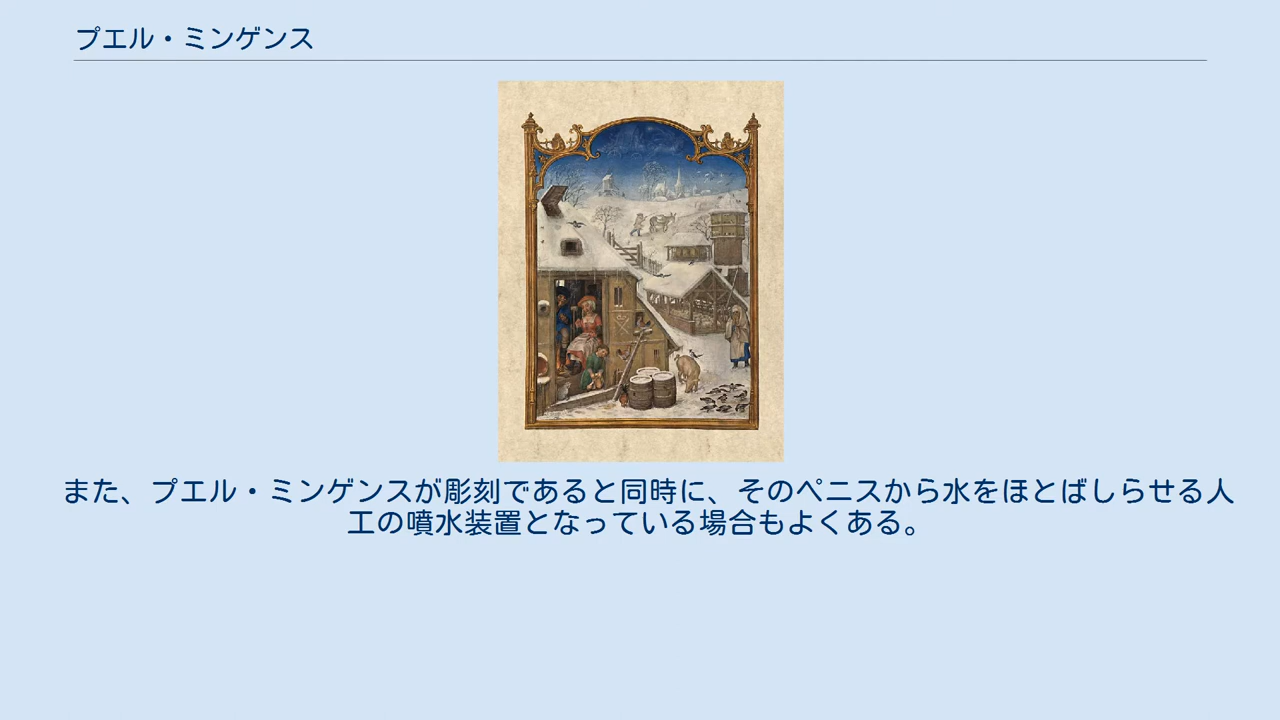 プエル・ミンゲンス
また、プエル・ミンゲンスが彫刻であると同時に、そのペニスから水をほとばしらせる人
工の噴水装置となっている場合もよくある。